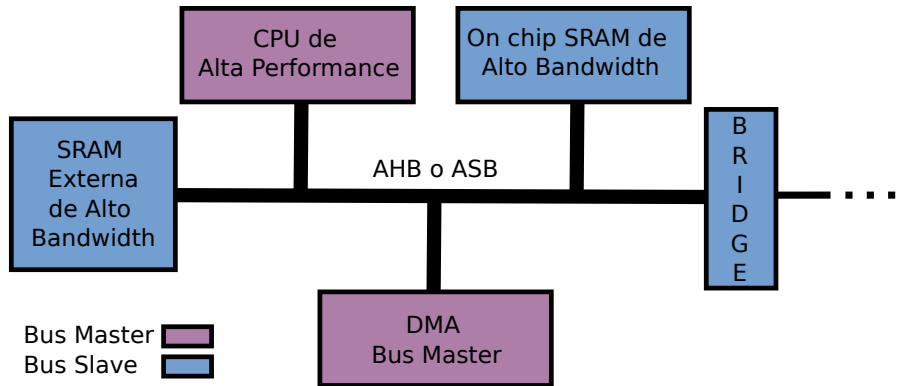 CPU de
Alta Performance
On chip SRAM de
Alto Bandwidth
SRAM
Externa
de Alto
Bandwidth
AHB o ASB
B
R
I
D
G
E
DMA
Bus Master
Bus Master
Bus Slave